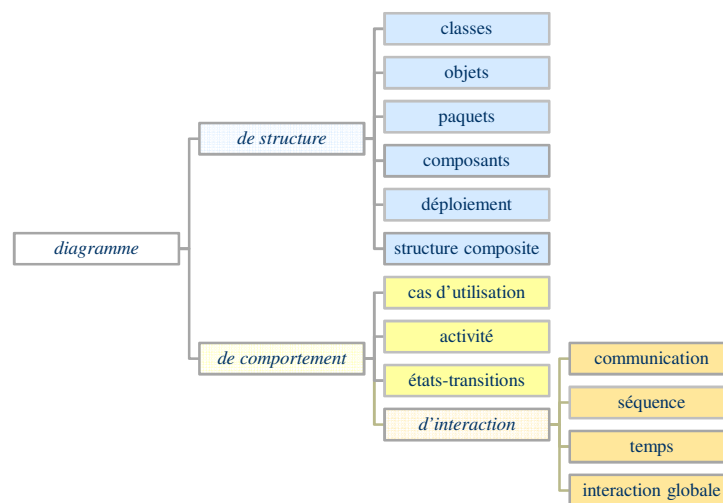 classes
objets
paquets
de structure
composants
déploiement
diagramme
structure composite
cas d’utilisation
activité
de comportement
communication
états-transitions
séquence
d’interaction
temps
interaction globale